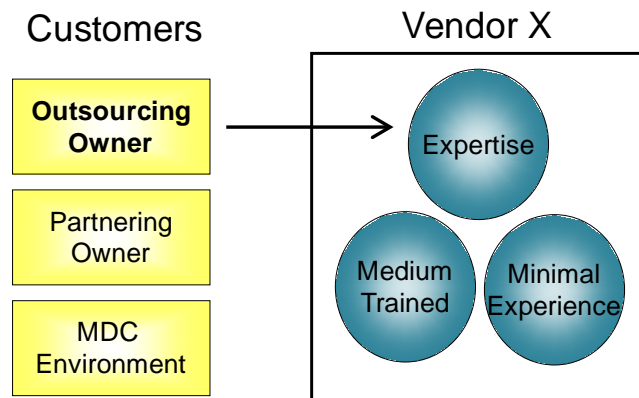 Customers
Vendor X
Outsourcing
Owner
Partnering
Owner
MDC
Environment
Expertise
Medium
Trained
Minimal
Experience